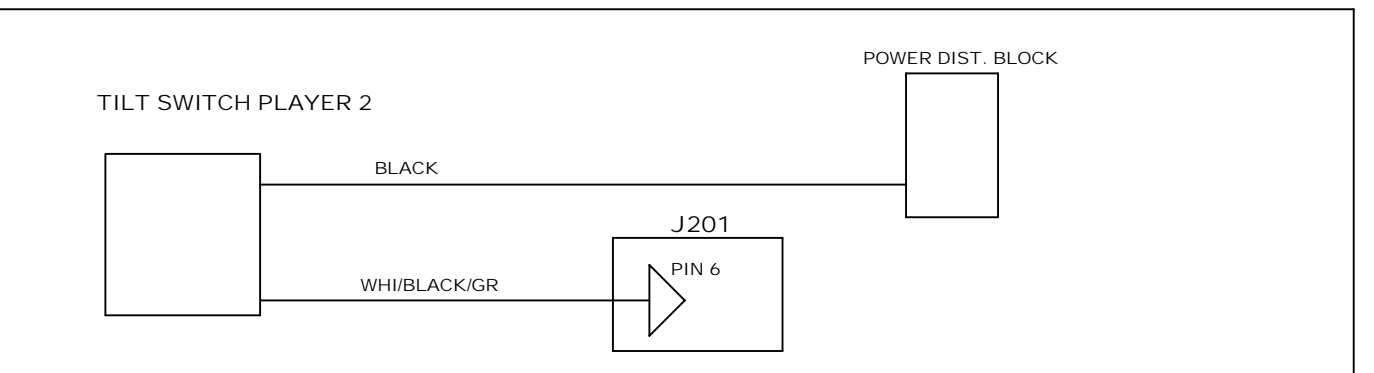 POWER DIST. BLOCK
TILT SWITCH PLAYER 2
BLACK
J201
PIN 6
WHI/BLACK/GR